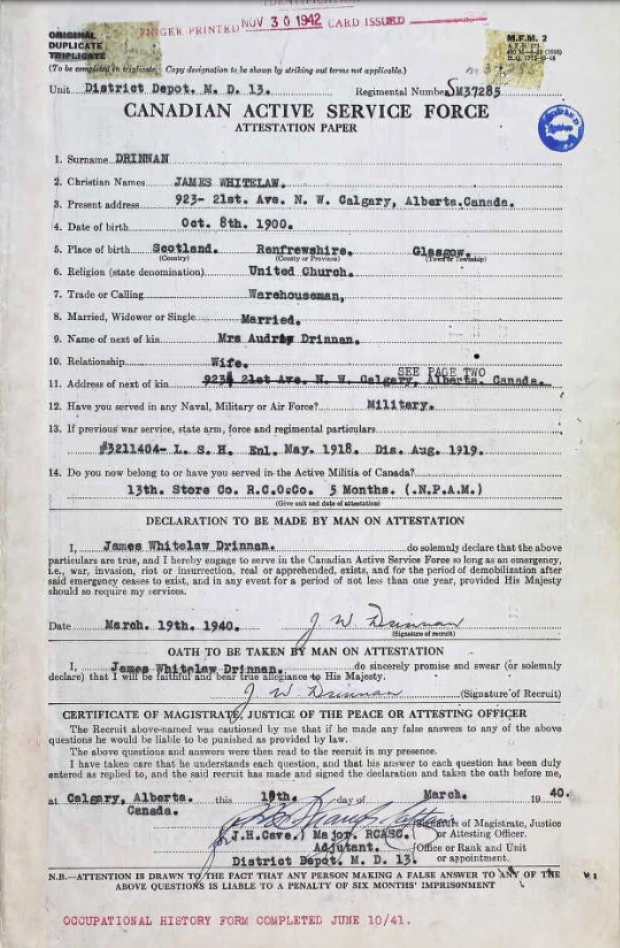 FINGER PRINTED NOV 30 1942 CARD ISSUED
ORIGINAL
DUPLICATE
TRIPLICATE
M.F.M. 2
(To be completed in triplicate. Copy designation to be shown by striking out terms not applicable.)
Unit District Depot. M. D. 13. Regimental Number SM37285
CANADIAN ACTIVE SERVICE FORCE
ATTESTATION PAPER
1. Surname DRINNAN
2. Christian Names JAMES WHITELAW.
3. Present address 923- 21st. Ave. N. W. Calgary, Alberta.Canada.
4. Date of birth Oct. 8th. 1900.
5. Place of birth Scotland. Renfrewshire. Glasgow.
(Country) (County or Province) (Town or Township)
6. Religion (state denomination) United Church.
7. Trade or Calling Warehouseman,
8. Married, Widower or Single Married.
9. Name of next of kin Mrs Drinnan.
10. Relationship Wife.
SEE PAGE TWO
11. Address of next of kin 923 21st Ave. N. W. Calgary, Alberta. Canada.
12. Have you served in any Naval, Military or Air Force? Military.
13. If previous war service, state arm, force and regimental particulars
#3211404- L. S. H. Enl. May. 1918. Dis. Aug. 1919.
14. Do you now belong to or have you served in the Active Militia of Canada?
13th. Store Co. R.C.O.Co. 5 Months. (.N.P.A.M.)
(Give unit and date of attestation)
DECLARATION TO BE MADE BY MAN ON ATTESTATION
I, James Whitelaw Drinnan. do solemnly declare that the above
particulars are true, and I hereby engage to serve in the Canadian Active Service Force so long as an emergency,
i.e., war, invasion, riot or insurrection, real or apprehended, exists, and for the period of demobilization after
said emergency ceases to exist, and in any event for a period of not less than one year, provided His Majesty
should so require my services.
Date March. 19th. 1940. J W Drinnan
(Signature of recruit)
OATH TO BE TAKEN BY MAN ON ATTESTATION
I, James Whitelaw Drinnan. do sincerely promise and swear (or solemnly
declare) that I will be faithful and bear true allegiance to His Majesty.
J W Drinnan (Signature of Recruit)
CERTIFICATE OF MAGISTRATE, JUSTICE OF THE PEACE OR ATTESTING OFFICER
The Recruit above-named was cautioned by me that if he made any false answers to any of the above
questions he would be liable to be punished as provided by law.
The above questions and answers were then read to the recruit in my presence.
I have taken care that he understands each question, and that his answer to each question has been duly
entered as replied to, and the said recruit has made and signed the declaration and taken the oath before me,
at Calgary, Alberta. this 19th. day of March. 19 40.
Canada.
Signature of Magistrate, Justice
(J.H.Cave.) Major. RCASC. or Attesting Officer.
Adjutant. Office or Rank and Unit
District Depot. M. D. 13. or appointment.
N.B.—ATTENTION IS DRAWN TO THE FACT THAT ANY PERSON MAKING A FALSE ANSWER TO ANY OF THE
ABOVE QUESTIONS IS LIABLE TO A PENALTY OF SIX MONTHS' IMPRISONMENT
OCCUPATIONAL HISTORY FORM COMPLETED JUNE 10/41.